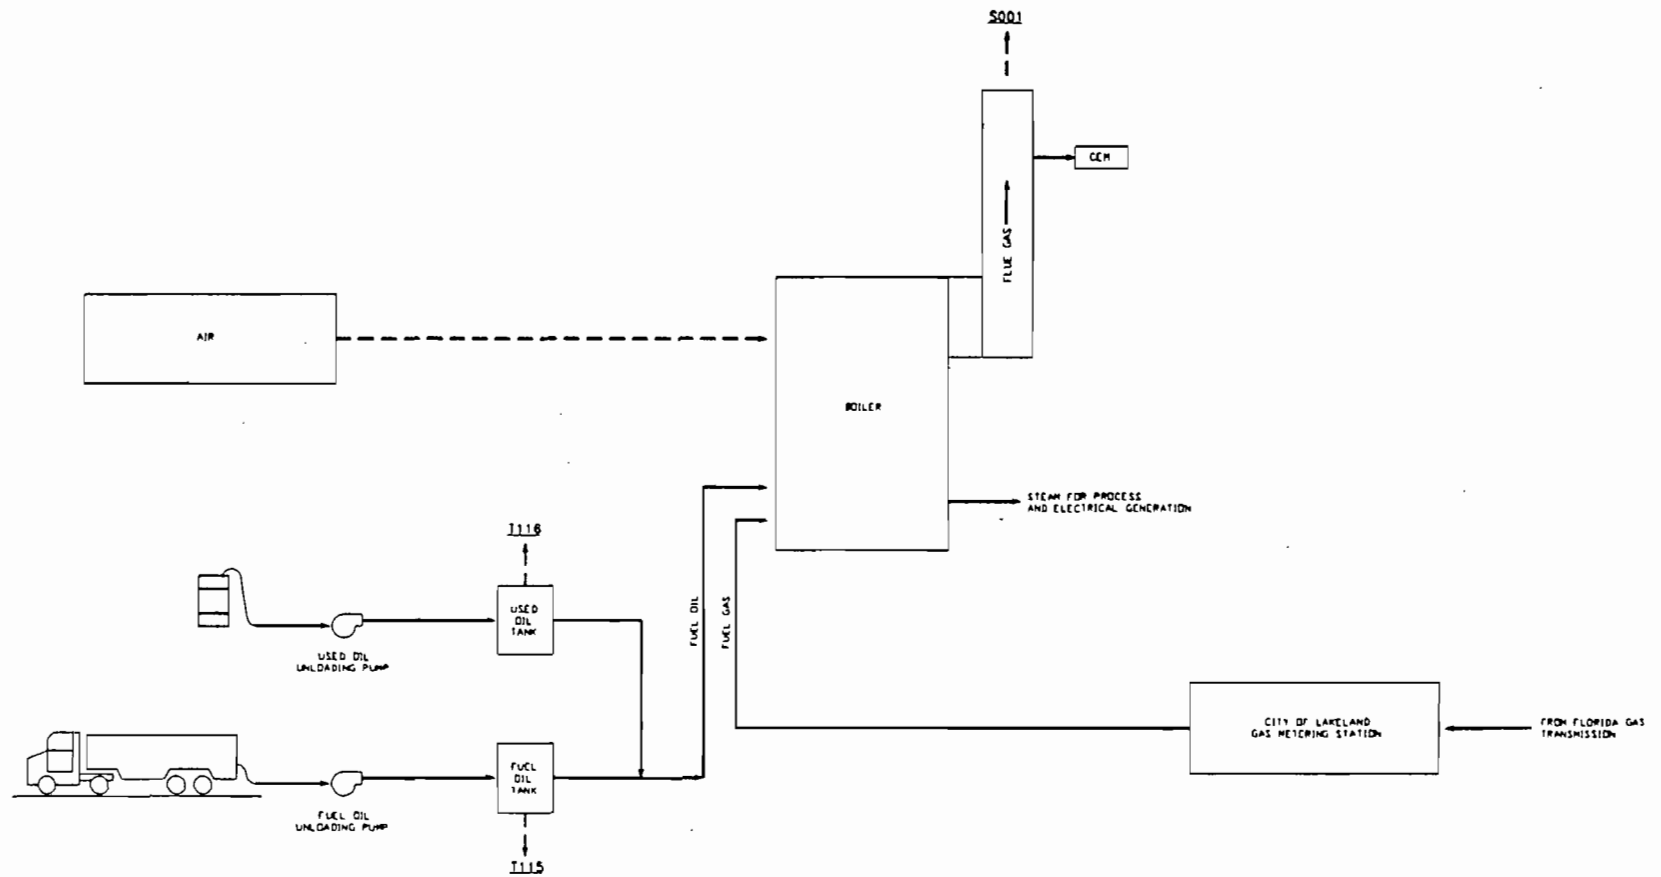 S001
CEM
FLUE GAS
AIR
BOILER
STEAM FOR PROCESS
AND ELECTRICAL GENERATION
T116
USED
OIL
TANK
FUEL OIL
FUEL GAS
USED OIL
UNLOADING PUMP
CITY OF LAKELAND
GAS METERING STATION
FROM FLORIDA GAS
TRANSMISSION
FUEL
OIL
TANK
FUEL OIL
UNLOADING PUMP
T115